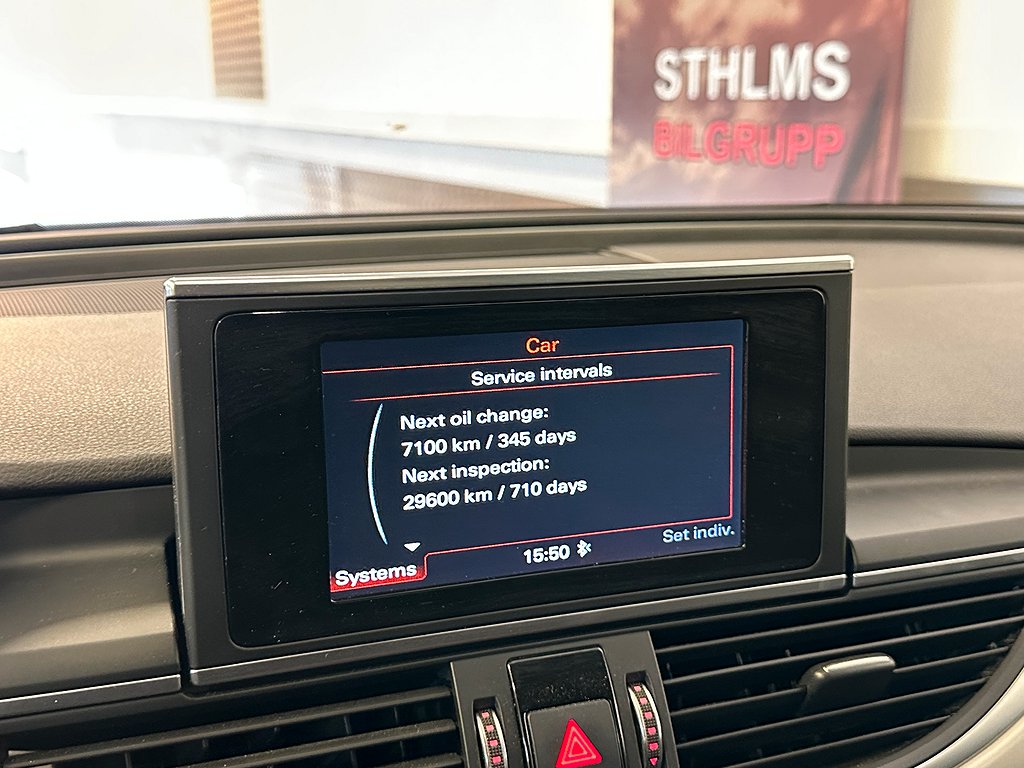 STHLMS
BILGRUPP
Car
Service intervals
Next oil change:
7100 km / 345 days
Next inspection:
29600 km / 710 days
Set indiv.
15:50
Systems